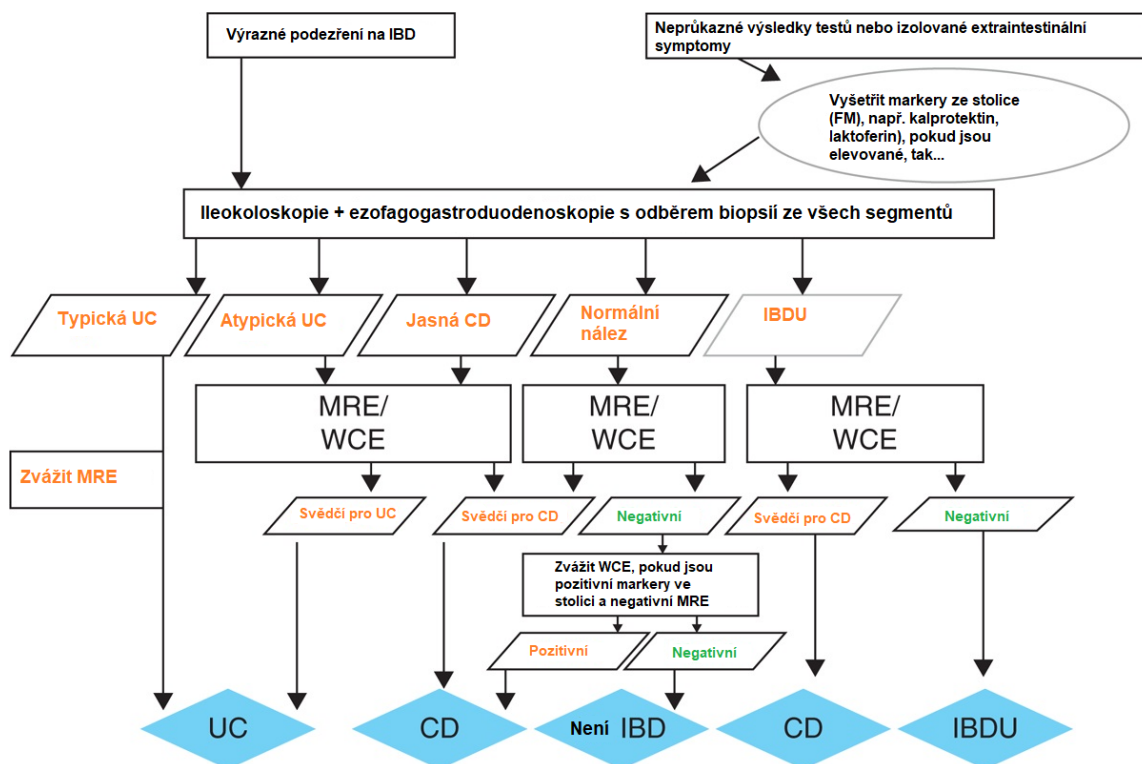 Výrazné podezření na IBD
Neprůkazné výsledky testů nebo izolované extraintestinální
symptomy
Vyšetřit markery ze stolice
(FM), např. kalprotektin,
laktoferin), pokud jsou
elevované, tak...
Ileokoloskopie + ezofagogastroduodenoskopie s odběrem biopsií ze všech segmentů
Typická UC
Atypická UC
Jasná CD
Normální
nález
IBDU
MRE/
WCE
MRE/
WCE
MRE/
WCE
Zvážit MRE
Svědčí pro UC
Svědčí pro CD
Negativní
Svědčí pro CD
Negativní
Zvážit WCE, pokud jsou
pozitivní markery ve
stolici a negativní MRE
Pozitivní
Negativní
UC
CD
Není IBD
CD
IBDU